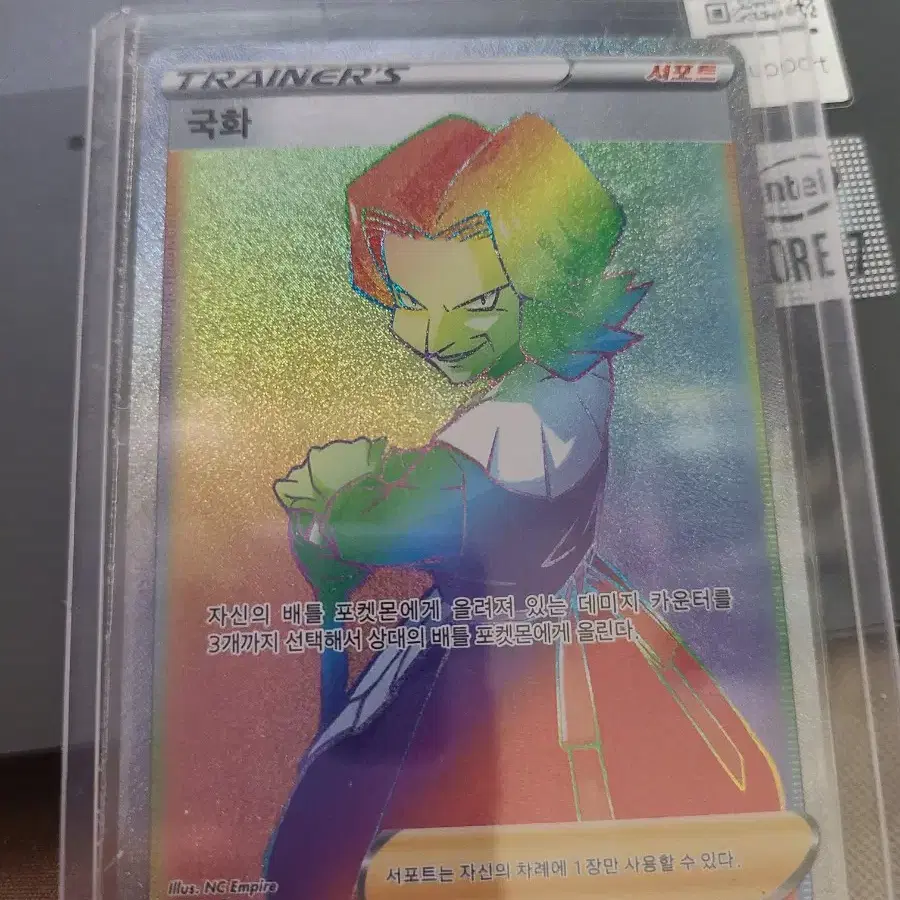 TRAINER'S
서포트
국화
ntel
ORE 7
자신의 배틀 포켓몬에게 올려져 있는 데미지 카운터를
3개까지 선택해서 상대의 배틀 포켓몬에게 올린다.
서포트는 자신의 차례에 1장만 사용할 수 있다.
Illus. NC Empire